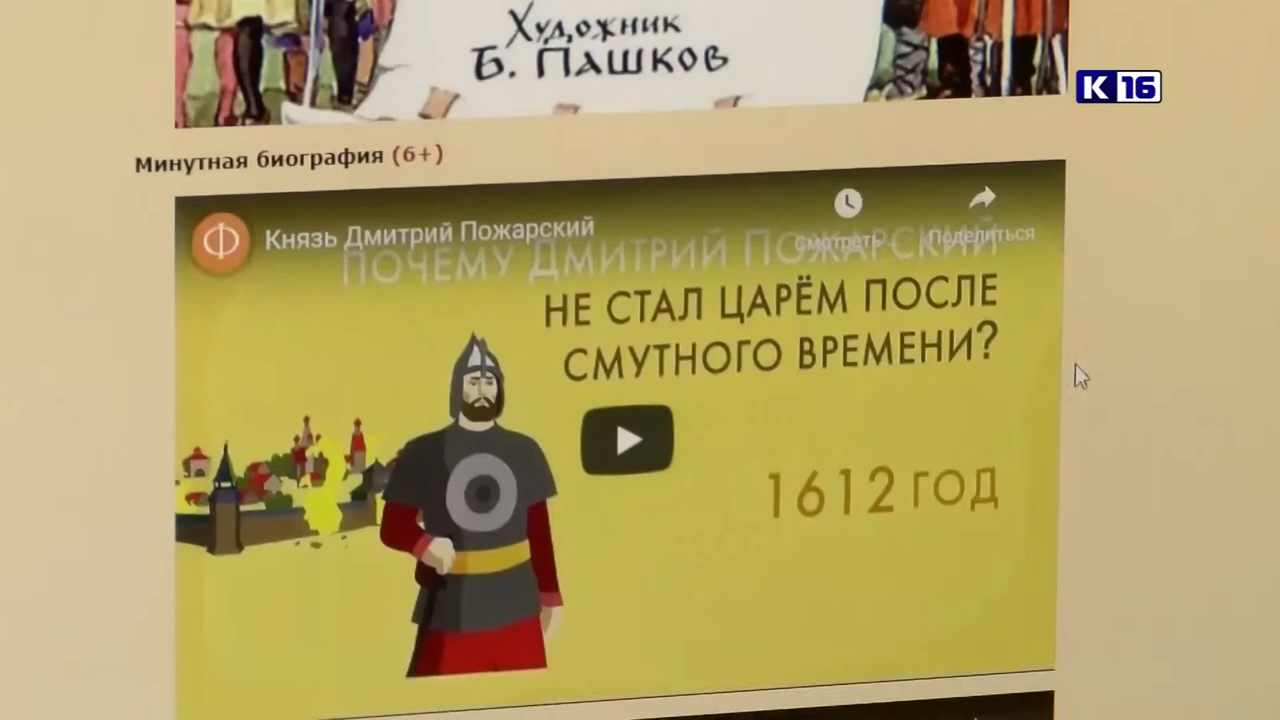 Художник
Б. Пашков
К 16
Минутная биография (6+)
Ф
Князь Дмитрий Пожарский
Смотреть
Поделиться
ПОЧЕМУ ДМИТРИЙ ПОЖАРСКИЙ
НЕ СТАЛ ЦАРЁМ ПОСЛЕ
СМУТНОГО ВРЕМЕНИ?
1612 ГОД